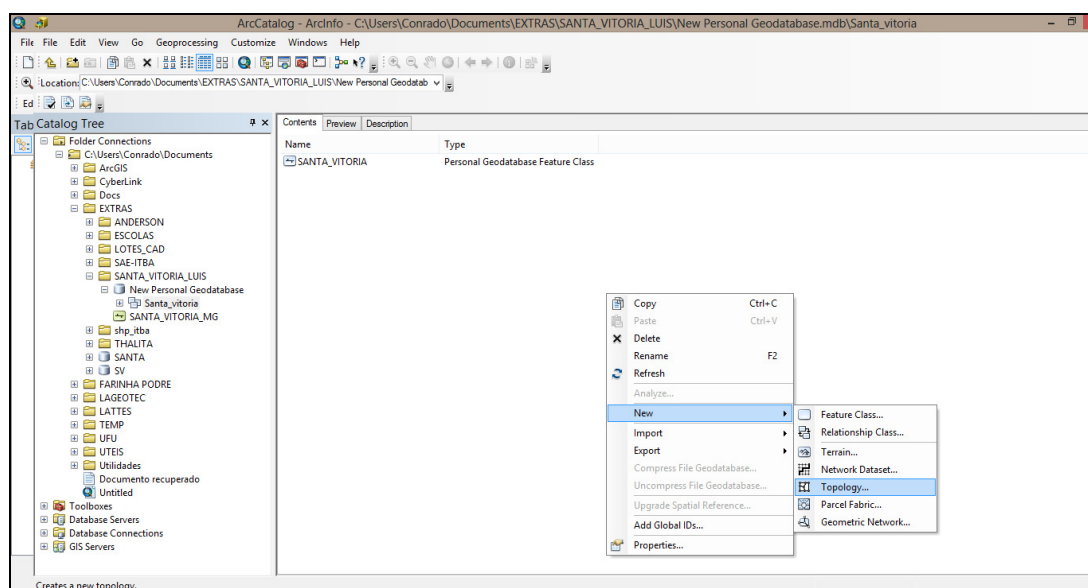 ArcCatalog - ArcInfo - C:\Users\Conrado\Documents\EXTRAS\SANTA_VITORIA_LUIS\New Personal Geodatabase.mdb\Santa_vitoria
File File Edit View Go Geoprocessing Customize Windows Help
Location: C:\Users\Conrado\Documents\EXTRAS\SANTA_VITORIA_LUIS\New Personal Geodatab
Ed
Tab Catalog Tree
Contents Preview Description
Name Type
SANTA_VITORIA Personal Geodatabase Feature Class
Folder Connections
C:\Users\Conrado\Documents
ArcGIS
CyberLink
Docs
EXTRAS
ANDERSON
ESCOLAS
LOTES_CAD
SAE-ITBA
SANTA_VITORIA_LUIS
New Personal Geodatabase
Santa_vitoria
SANTA_VITORIA_MG
shp_itba
THALITA
SANTA
SV
FARINHA PODRE
LAGEOTEC
LATTES
TEMP
UFU
UTEIS
Utilidades
Documento recuperado
Untitled
Toolboxes
Database Servers
Database Connections
GIS Servers
Copy Ctrl+C
Paste Ctrl+V
Delete
Rename F2
Refresh
Analyze...
New
Import
Export
Compress File Geodatabase...
Uncompress File Geodatabase...
Upgrade Spatial Reference...
Add Global IDs...
Properties...
Feature Class...
Relationship Class...
Terrain...
Network Dataset...
Topology...
Parcel Fabric...
Geometric Network...
Creates a new topology.